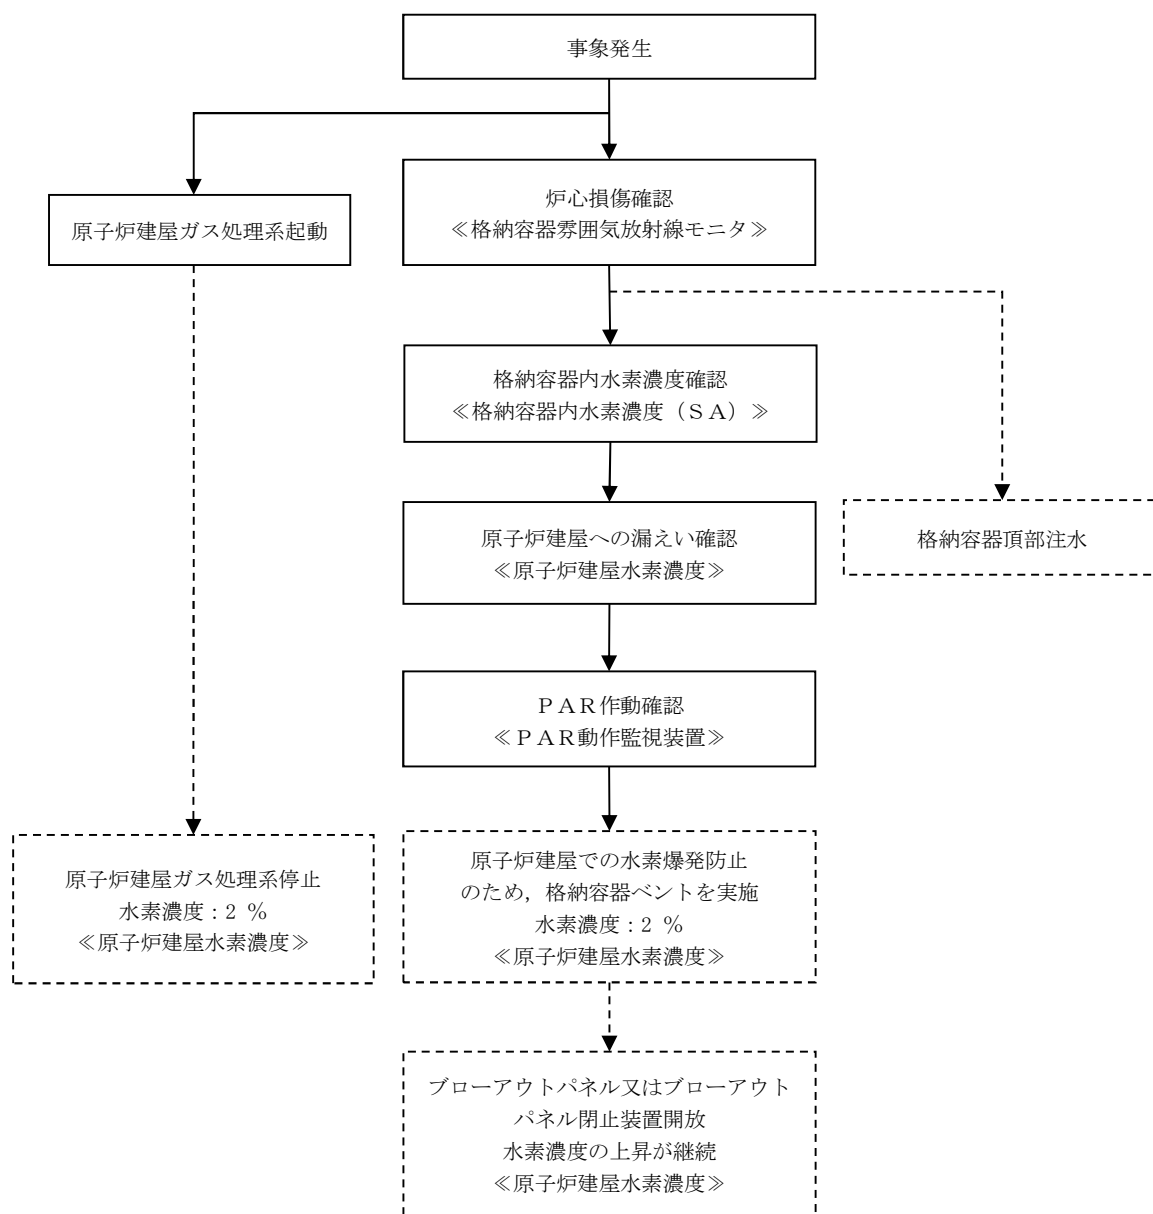 事象発生
原子炉建屋ガス処理系起動
炉心損傷確認
≪格納容器雰囲気放射線モニタ≫
格納容器内水素濃度確認
≪格納容器内水素濃度（ＳＡ）≫
原子炉建屋への漏えい確認
≪原子炉建屋水素濃度≫
格納容器頂部注水
ＰＡＲ作動確認
≪ＰＡＲ動作監視装置≫
原子炉建屋ガス処理系停止
水素濃度：2 ％
≪原子炉建屋水素濃度≫
原子炉建屋での水素爆発防止
のため，格納容器ベントを実施
水素濃度：2 ％
≪原子炉建屋水素濃度≫
ブローアウトパネル又はブローアウト
パネル閉止装置開放
水素濃度の上昇が継続
≪原子炉建屋水素濃度≫